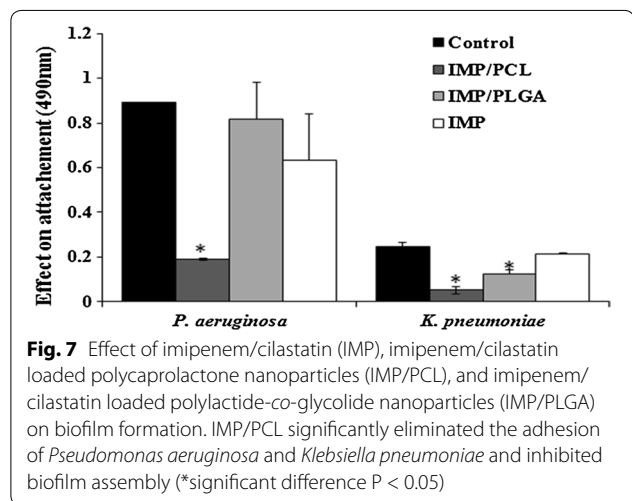 1.2
1
0.8
0.6
0.4
0.2
0
Effect on attachement (490nm)
Control
IMP/PCL
IMP/PLGA
IMP
*
*
*
P. aeruginosa
K. pneumoniae
Fig. 7 Effect of imipenem/cilastatin (IMP), imipenem/cilastatin
loaded polycaprolactone nanoparticles (IMP/PCL), and imipenem/
cilastatin loaded polylactide-co-glycolide nanoparticles (IMP/PLGA)
on biofilm formation. IMP/PCL significantly eliminated the adhesion
of Pseudomonas aeruginosa and Klebsiella pneumoniae and inhibited
biofilm assembly (*significant difference P < 0.05)